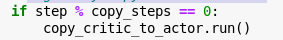 if step % copy_steps == 0:
    copy_critic_to_actor.run()